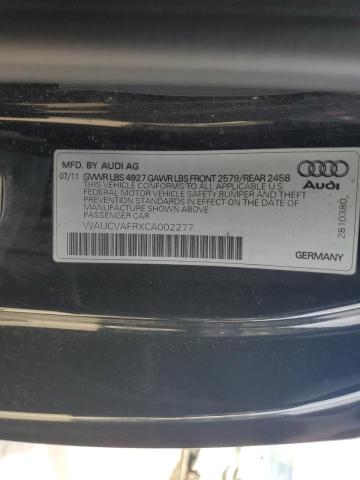 MFD. BY AUDI AG
07/11 GVWR LBS 4927 GAWR LBS FRONT 2579/REAR 2458
THIS VEHICLE CONFORMS TO ALL APPLICABLE U.S
FEDERAL MOTOR VEHICLE SAFETY BUMPER AND THEFT
PREVENTION STANDARDS IN EFFECT ON THE DATE OF
MANUFACTURE SHOWN ABOVE
PASSENGER CAR
WAUCVAFRXCA002277
Audi
2810380
GERMANY